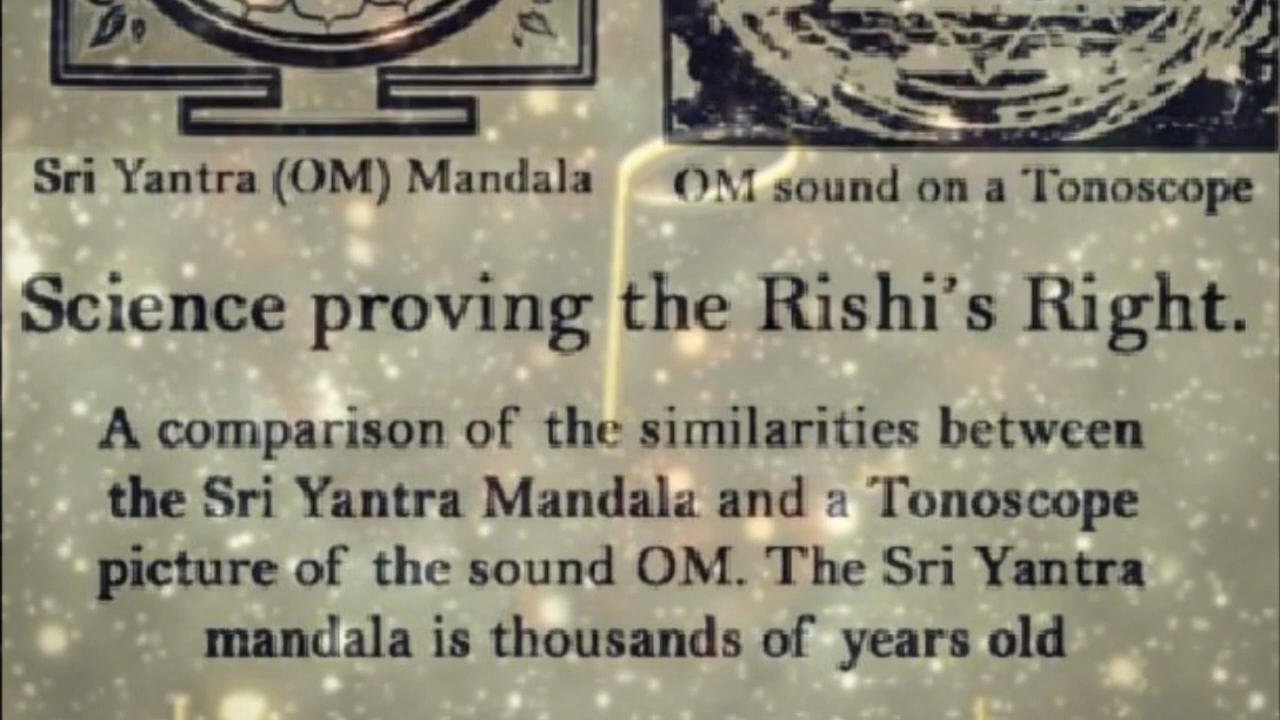 Sri Yantra (OM) Mandala
OM sound on a Tonoscope
Science proving the Rishi's Right.
A comparison of the similarities between
the Sri Yantra Mandala and a Tonoscope
picture of the sound OM. The Sri Yantra
mandala is thousands of years old